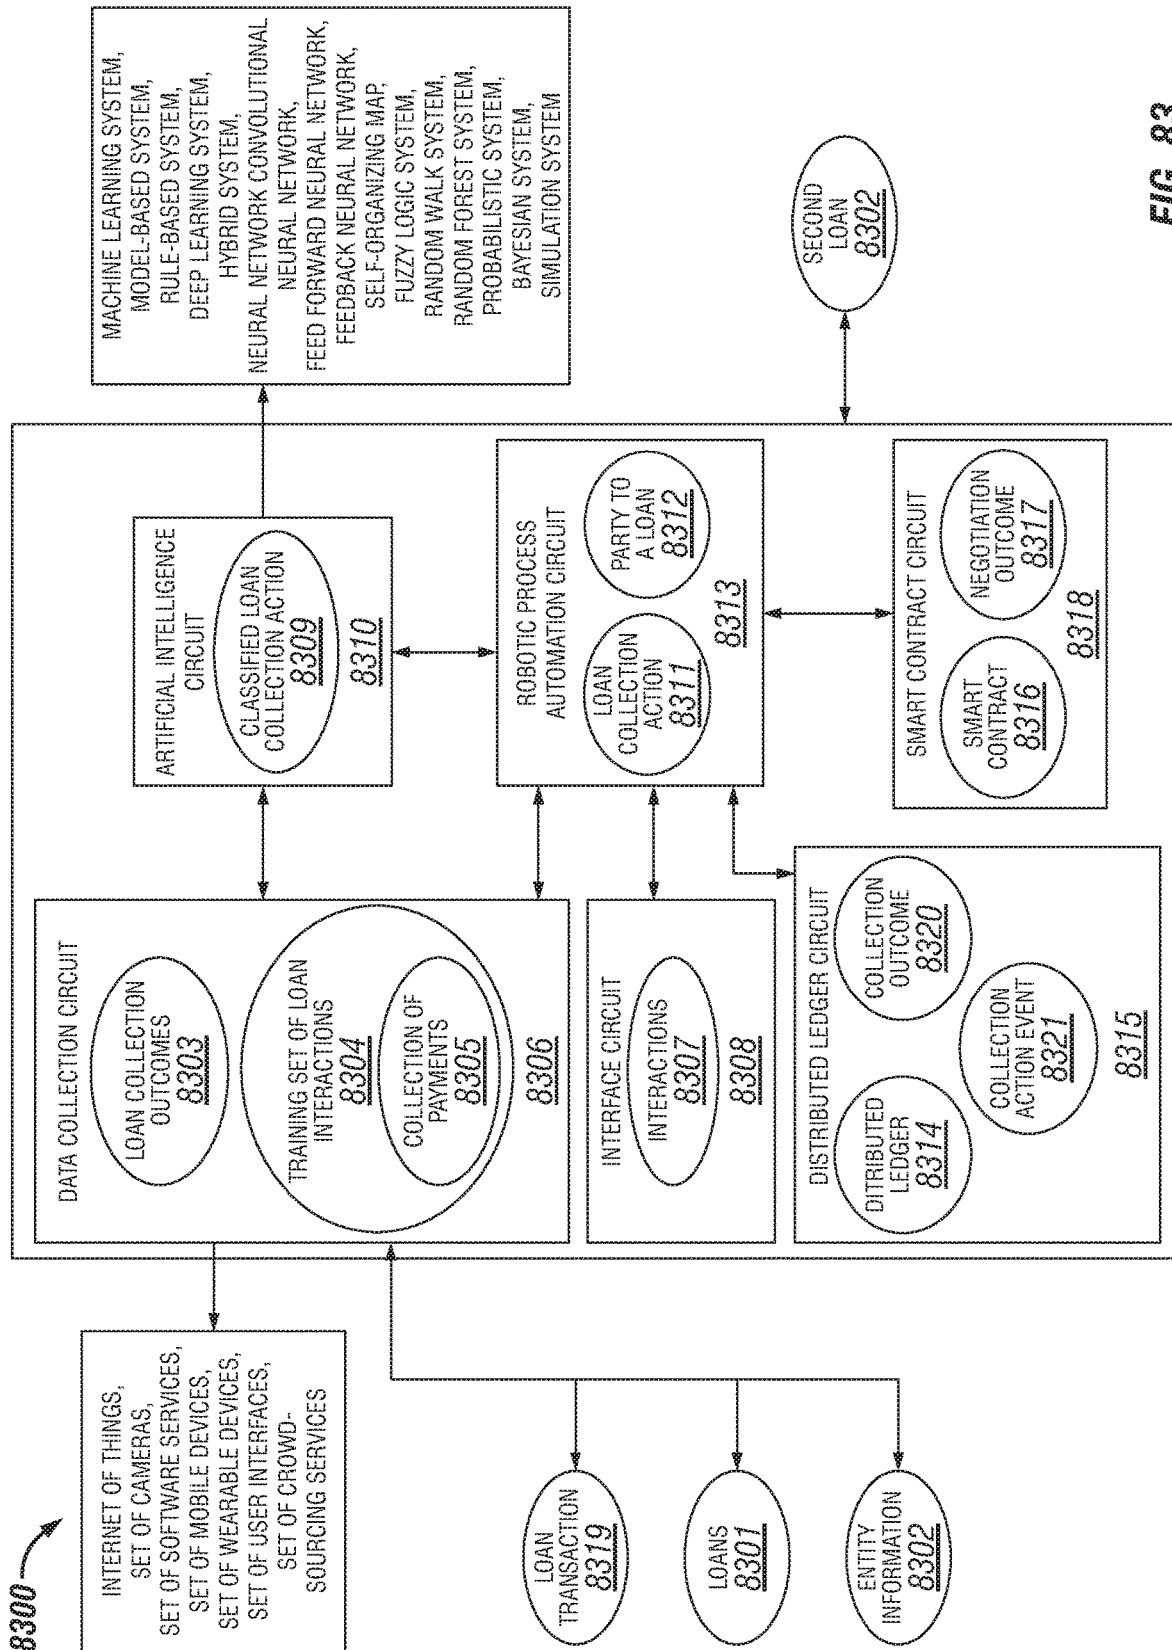 8300
INTERNET OF THINGS,
SET OF CAMERAS,
SET OF SOFTWARE SERVICES,
SET OF MOBILE DEVICES,
SET OF WEARABLE DEVICES,
SET OF USER INTERFACES,
SET OF CROWD-
SOURCING SERVICES
LOAN
TRANSACTION
8319
LOANS
8301
ENTITY
INFORMATION
8302
DATA COLLECTION CIRCUIT
LOAN COLLECTION
OUTCOMES
8303
TRAINING SET OF LOAN
INTERACTIONS
8304
COLLECTION OF
PAYMENTS
8305
8306
INTERFACE CIRCUIT
INTERACTIONS
8307
8308
DISTRIBUTED LEDGER CIRCUIT
DITRIBUTED
LEDGER
8314
COLLECTION
OUTCOME
8320
COLLECTION
ACTION EVENT
8321
8315
ARTIFICIAL INTELLIGENCE
CIRCUIT
CLASSIFIED LOAN
COLLECTION ACTION
8309
8310
ROBOTIC PROCESS
AUTOMATION CIRCUIT
LOAN
COLLECTION
ACTION
8311
PARTY TO
A LOAN
8312
8313
SMART CONTRACT CIRCUIT
SMART
CONTRACT
8316
NEGOTIATION
OUTCOME
8317
8318
MACHINE LEARNING SYSTEM,
MODEL-BASED SYSTEM,
RULE-BASED SYSTEM,
DEEP LEARNING SYSTEM,
HYBRID SYSTEM,
NEURAL NETWORK CONVOLUTIONAL
NEURAL NETWORK,
FEED FORWARD NEURAL NETWORK,
FEEDBACK NEURAL NETWORK,
SELF-ORGANIZING MAP,
FUZZY LOGIC SYSTEM,
RANDOM WALK SYSTEM,
RANDOM FOREST SYSTEM,
PROBABILISTIC SYSTEM,
BAYESIAN SYSTEM,
SIMULATION SYSTEM
SECOND
LOAN
8302
FIG. 83